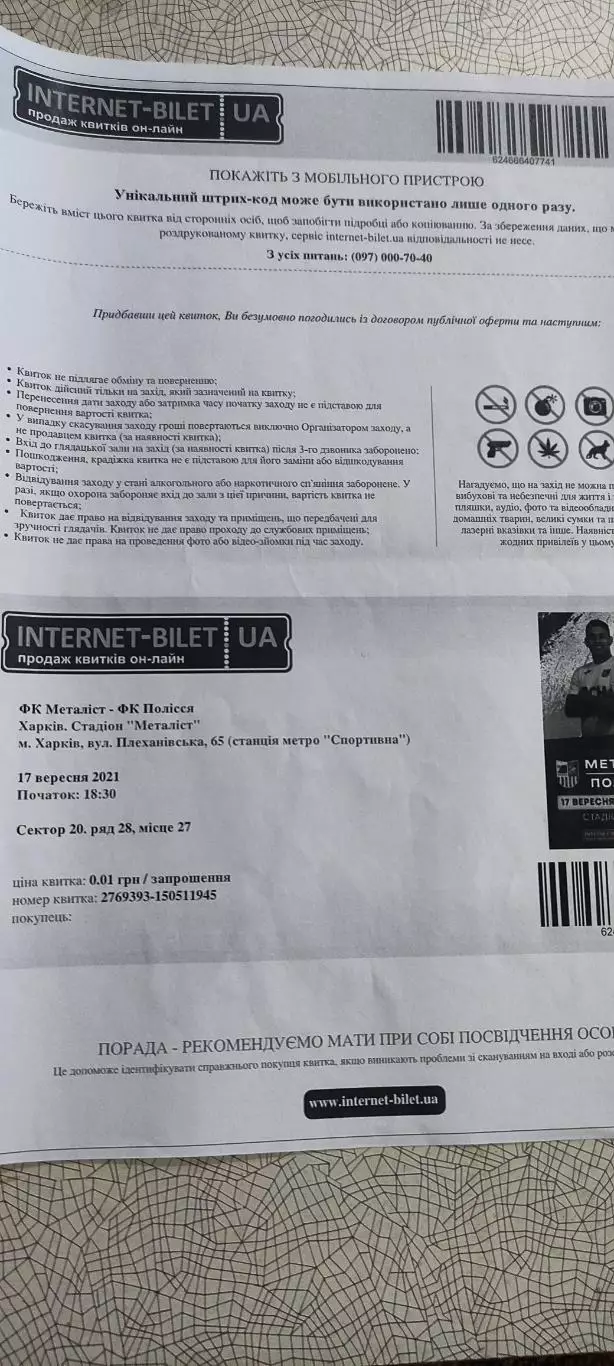 INTERNET-BILET UA
продаж квитків он-лайн
624666407741
ПОКАЖІТЬ З МОБІЛЬНОГО ПРИСТРОЮ
Унікальний штрих-код може бути використано лише одного разу.
Бережіть вміст цього квитка від сторонніх осіб, щоб запобігти підробці або копіюванню. За збереження даних, що м
роздрукованому квитку, сервіс internet-bilet.ua відповідальності не несе.
З усіх питань: (097) 000-70-40
Придбавши цей квиток, Ви безумовно погодились із договором публічної оферти та наступним:
• Квиток не підлягає обміну та поверненню;
• Квиток дійсний тільки на захід, який зазначений на квитку;
• Перенесення дати заходу або затримка часу початку заходу не є підставою для
повернення вартості квитка;
• У випадку скасування заходу гроші повертаються виключно Організатором заходу, а
не продавцем квитка (за наявності квитка);
• Вхід до глядацької зали на захід (за наявності квитка) після 3-го дзвоника заборонено;
• Пошкодження, крадіжка квитка не є підставою для його заміни або відшкодування
вартості;
• Відвідування заходу у стані алкогольного або наркотичного сп'яніння заборонене. У
разі, якщо охорона забороняє вхід до зали з цієї причини, вартість квитка не
повертається;
• Квиток дає право на відвідування заходу та приміщень, що передбачені для
зручності глядачів. Квиток не дає право проходу до службових приміщень;
• Квиток не дає права на проведення фото або відео-зйомки під час заходу.
Нагадуємо, що на захід не можна п
вибухові та небезпечні для життя і
пляшки, аудіо, фото та відеообладн
домашніх тварин, великі сумки та п
лазерні вказівки та інше. Наявніс
жодних привілеїв у цьому
INTERNET-BILET UA
продаж квитків он-лайн
ФК Металіст - ФК Полісся
Харків. Стадіон "Металіст"
м. Харків, вул. Плеханівська, 65 (станція метро "Спортивна")
17 вересня 2021
Початок: 18:30
Сектор 20. ряд 28, місце 27
ціна квитка: 0.01 грн / запрошення
номер квитка: 2769393-150511945
покупець:
МЕТ
ПО
17 ВЕРЕСНЯ
СТАДІ
62
ПОРАДА - РЕКОМЕНДУЄМО МАТИ ПРИ СОБІ ПОСВІДЧЕННЯ ОСО
Це допоможе ідентифікувати справжнього покупця квитка, якщо виникають проблеми зі скануванням на вході або роз
www.internet-bilet.ua